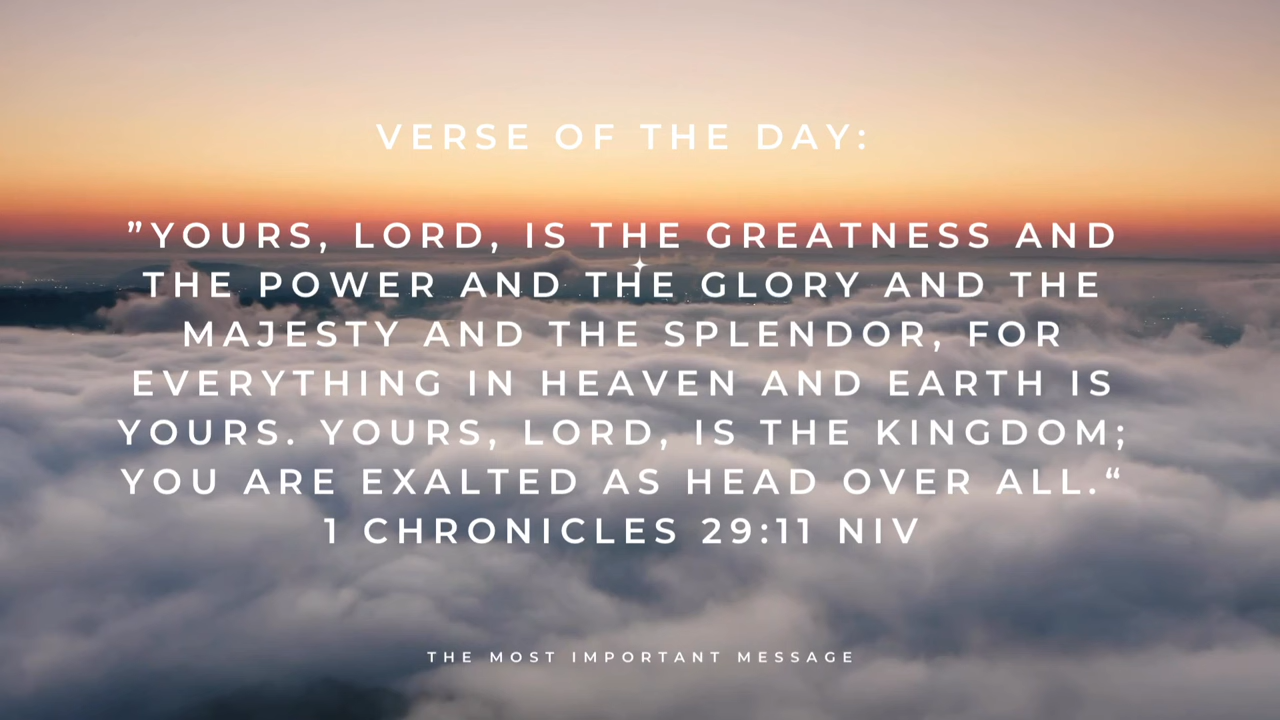 VERSE OF THE DAY:
”YOURS, LORD, IS THE GREATNESS AND
THE POWER AND THE GLORY AND THE
MAJESTY AND THE SPLENDOR, FOR
EVERYTHING IN HEAVEN AND EARTH IS
YOURS. YOURS, LORD, IS THE KINGDOM;
YOU ARE EXALTED AS HEAD OVER ALL.“
1 CHRONICLES 29:11 NIV
THE MOST IMPORTANT MESSAGE